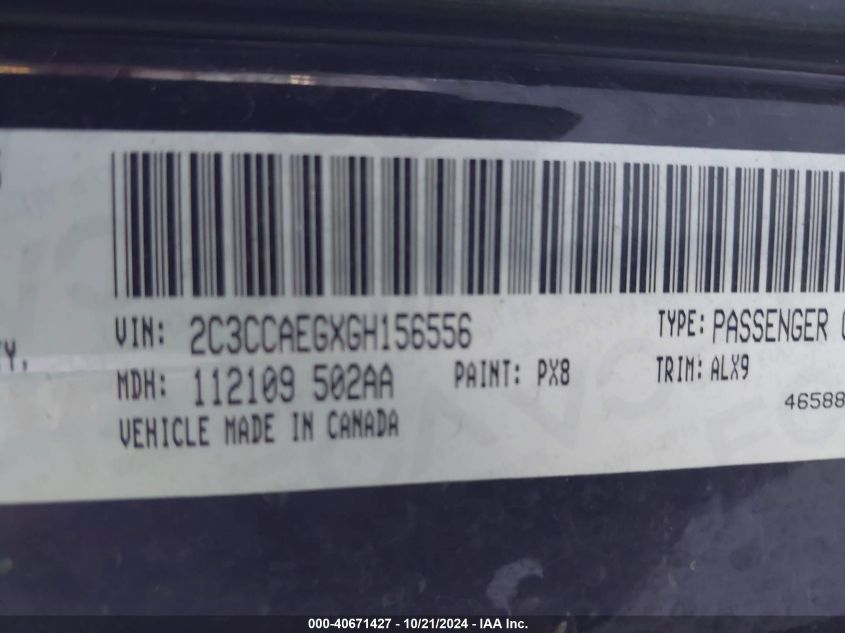 VIN: 2C3CCAEGXGH156556 TYPE: PASSENGER
MDH: 112109 502AA PAINT: PX8 TRIM: ALX9
46588
VEHICLE MADE IN CANADA
000-40671427 - 10/21/2024 - IAA Inc.